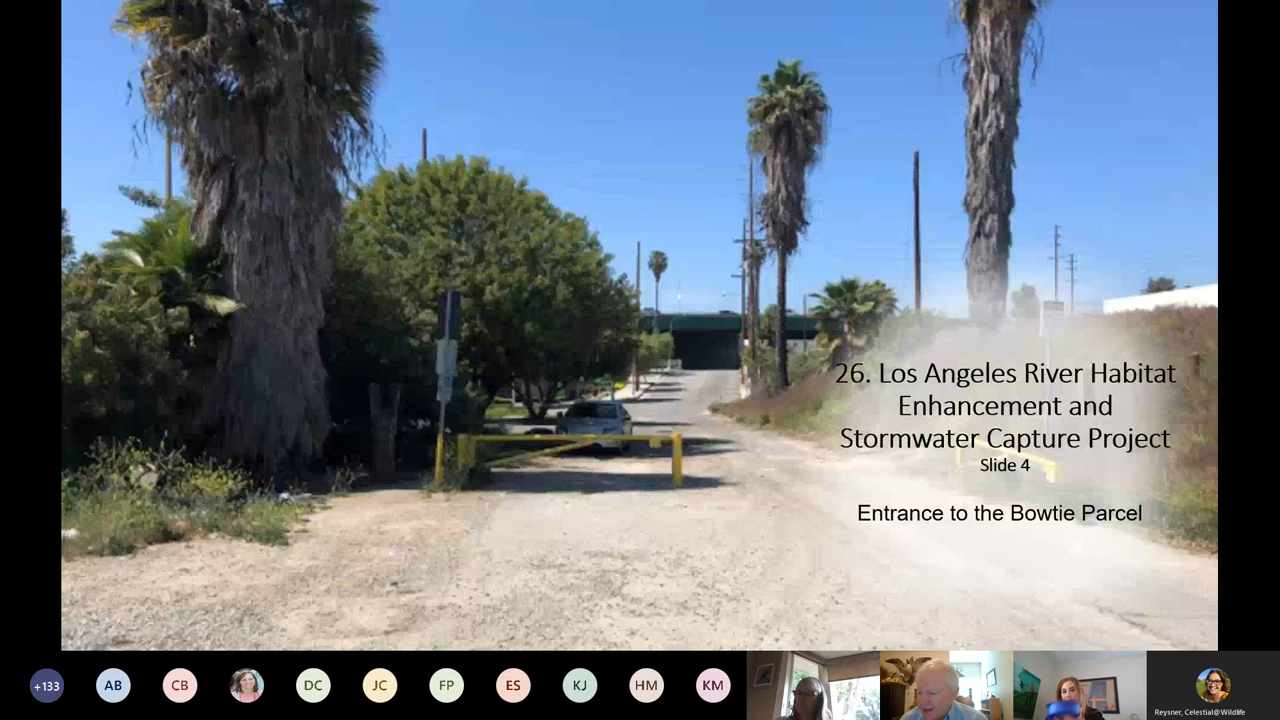 26. Los Angeles River Habitat
Enhancement and
Stormwater Capture Project
Slide 4
Entrance to the Bowtie Parcel
+133
AB
CB
DC
JC
FP
ES
KJ
HM
KM
Reysner, Celestial@Wildlife